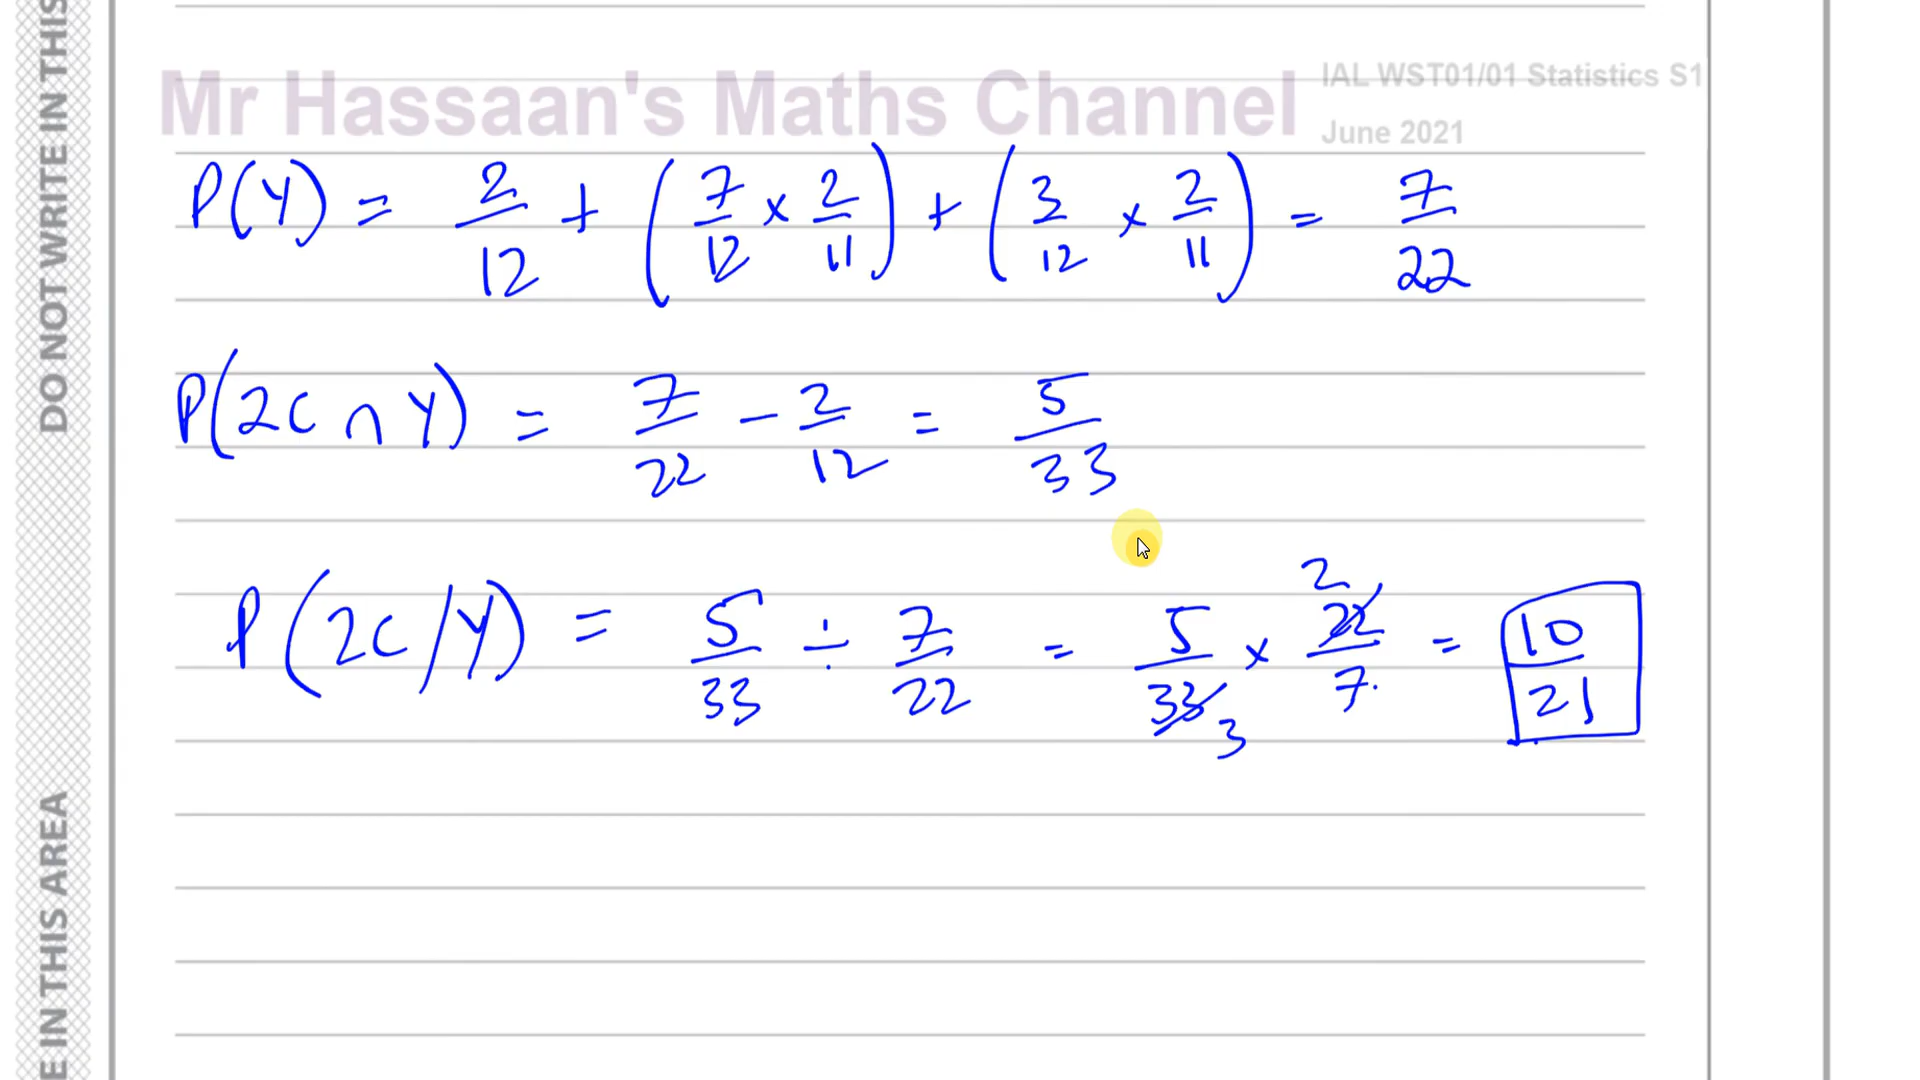 DO NOT WRITE IN THIS
E IN THIS AREA
Mr Hassaan's Maths Channel
IAL WST01/01 Statistics S1
June 2021
P(Y) = 2/12 + (7/12 × 2/11) + (3/12 × 2/11) = 7/22
P(2C ∩ Y) = 7/22 - 2/12 = 5/33
P(2C/Y) = 5/33 ÷ 7/22 = 5/33 3 × 2 22/7. = 10/21